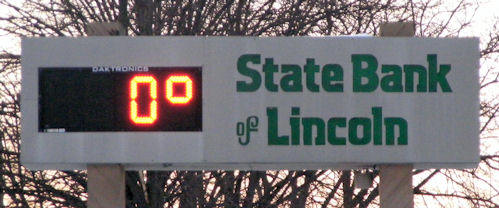 DAKTRONICS
0°
State Bank
of Lincoln